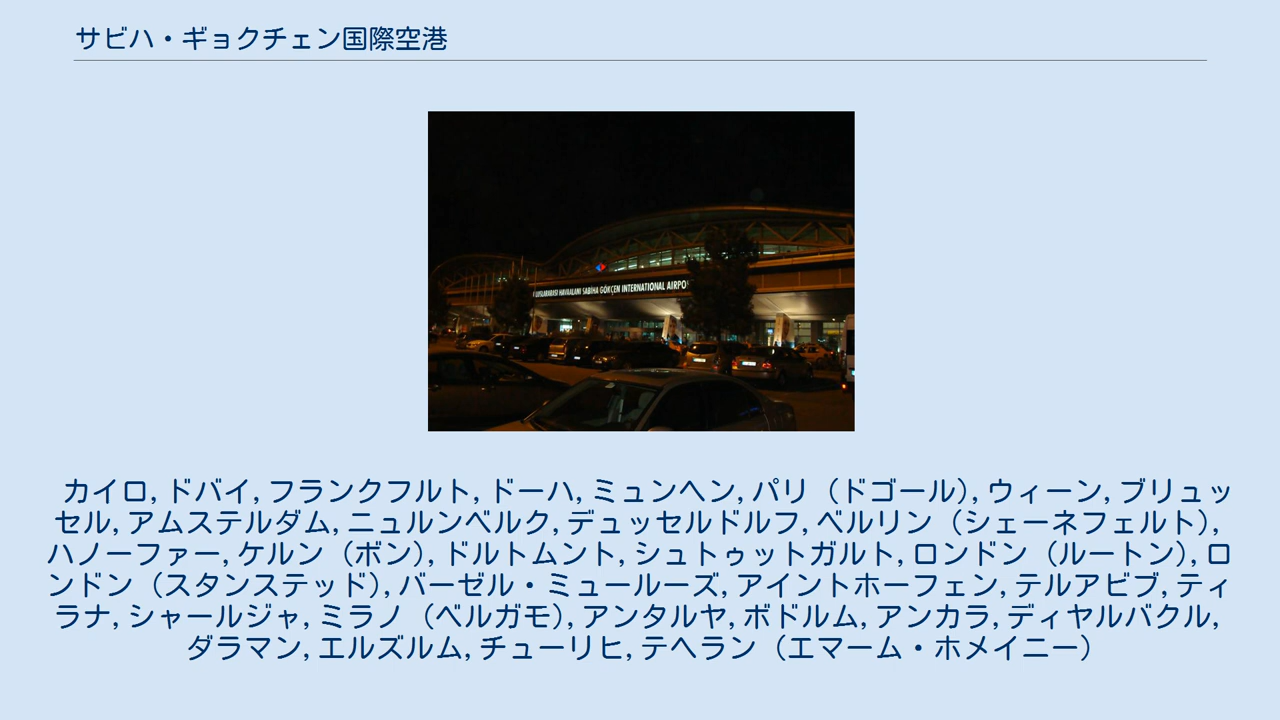 サビハ・ギョクチェン国際空港
ULUSLARARASI HAVAALANI SABİHA GÖKÇEN INTERNATIONAL AIRPO
カイロ, ドバイ, フランクフルト, ドーハ, ミュンヘン, パリ（ドゴール）, ウィーン, ブリュッ
セル, アムステルダム, ニュルンベルク, デュッセルドルフ, ベルリン（シェーネフェルト）,
ハノーファー, ケルン（ボン）, ドルトムント, シュトゥットガルト, ロンドン（ルートン）, ロ
ンドン（スタンステッド）, バーゼル・ミュールーズ, アイントホーフェン, テルアビブ, ティ
ラナ, シャールジャ, ミラノ（ベルガモ）, アンタルヤ, ボドルム, アンカラ, ディヤルバクル,
ダラマン, エルズルム, チューリヒ, テヘラン（エマーム・ホメイニー）